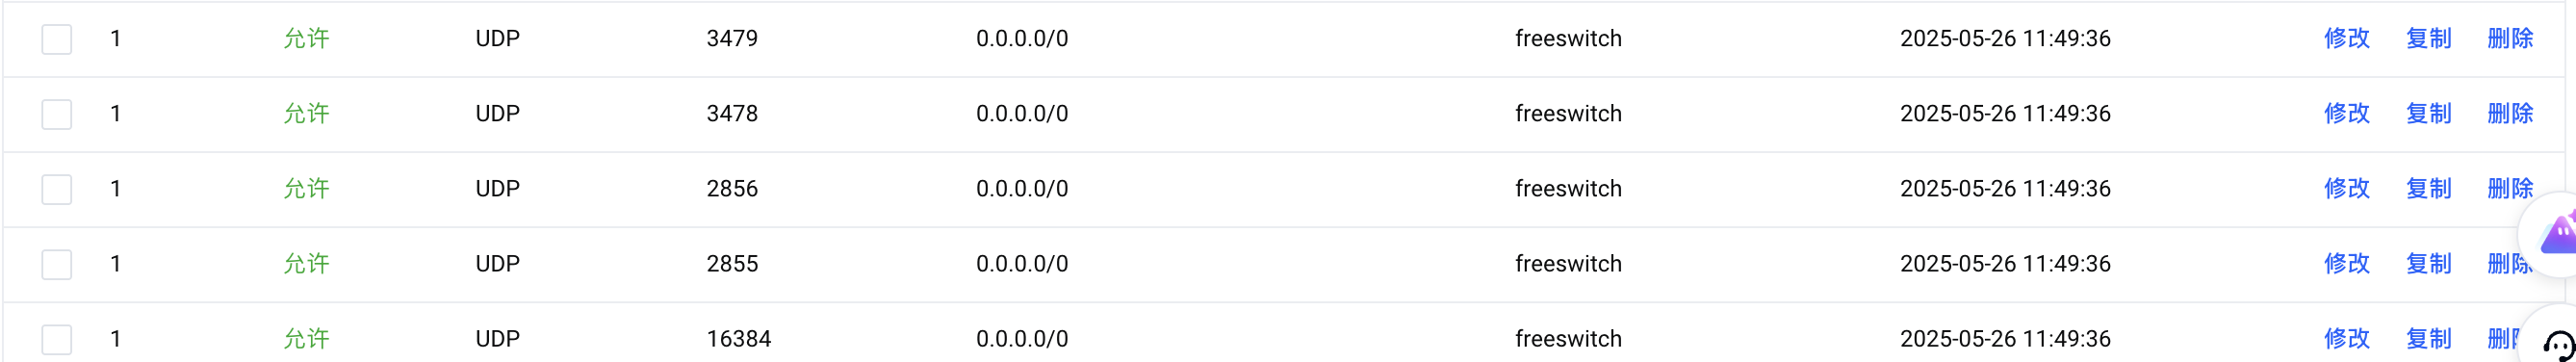 1 允许 UDP 3479 0.0.0.0/0 freeswitch 2025-05-26 11:49:36 修改 复制 删除
1 允许 UDP 3478 0.0.0.0/0 freeswitch 2025-05-26 11:49:36 修改 复制 删除
1 允许 UDP 2856 0.0.0.0/0 freeswitch 2025-05-26 11:49:36 修改 复制 删除
1 允许 UDP 2855 0.0.0.0/0 freeswitch 2025-05-26 11:49:36 修改 复制 删除
1 允许 UDP 16384 0.0.0.0/0 freeswitch 2025-05-26 11:49:36 修改 复制 删除